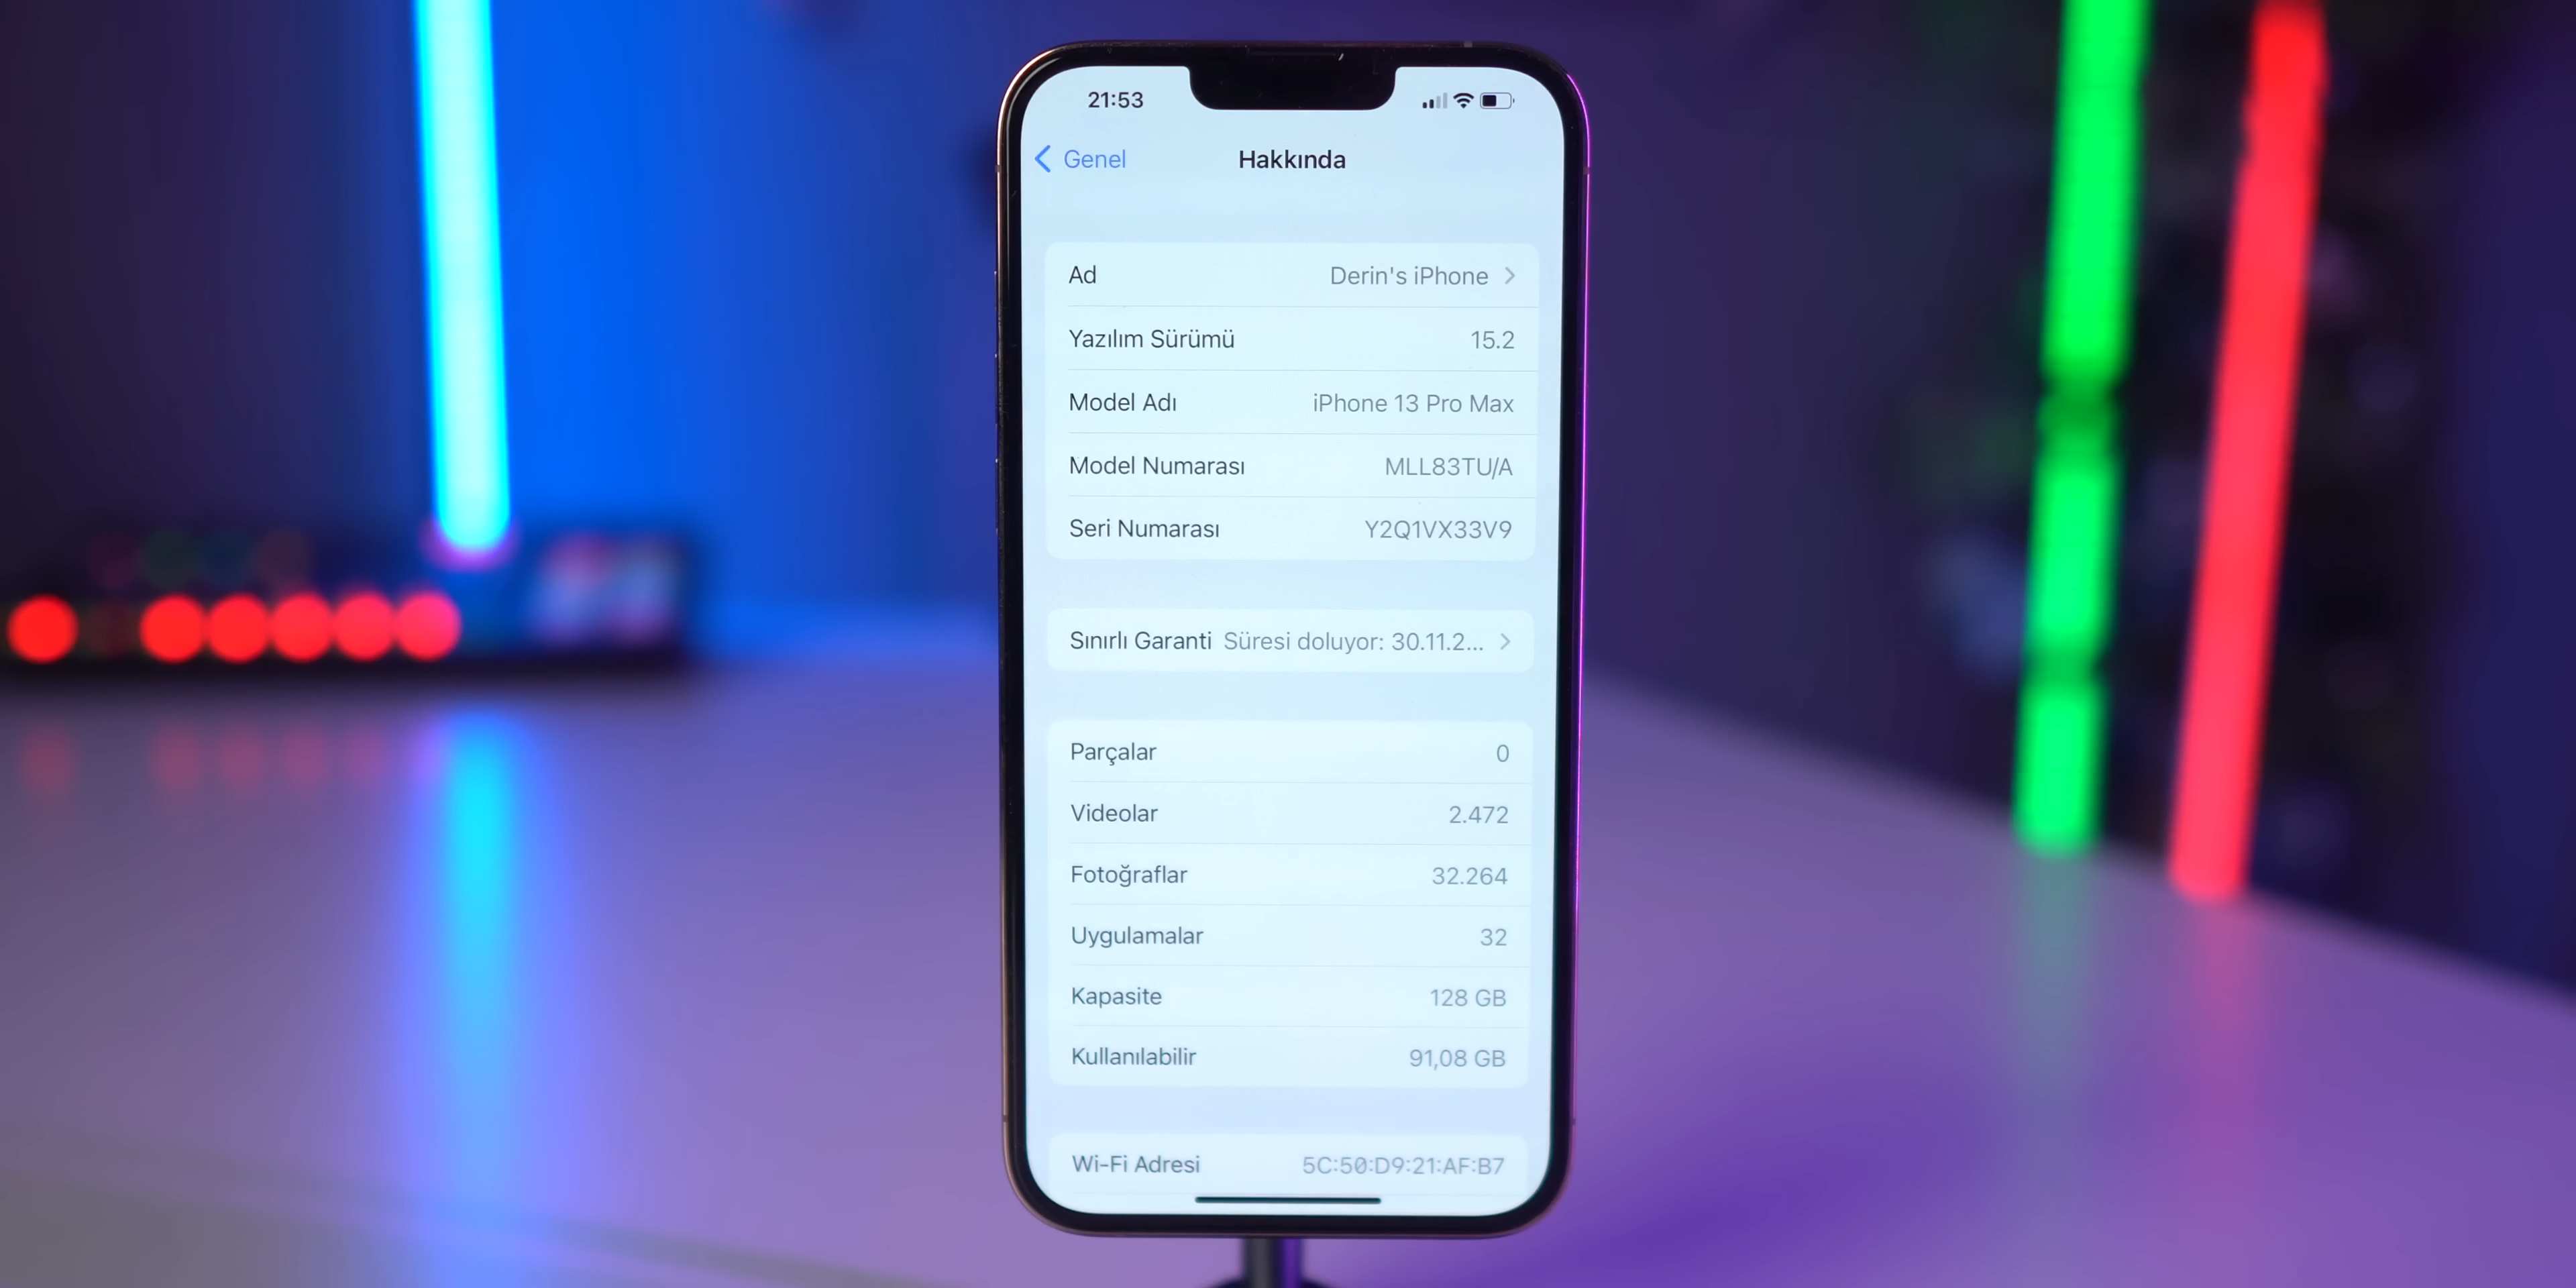 21:53
Genel
Hakkında
Ad Derin's iPhone
Yazılım Sürümü 15.2
Model Adı iPhone 13 Pro Max
Model Numarası MLL83TU/A
Seri Numarası Y2Q1VX33V9
Sınırlı Garanti Süresi doluyor: 30.11.2...
Parçalar 0
Videolar 2.472
Fotoğraflar 32.264
Uygulamalar 32
Kapasite 128 GB
Kullanılabilir 91,08 GB
Wi-Fi Adresi 5C:50:D9:21:AF:B7